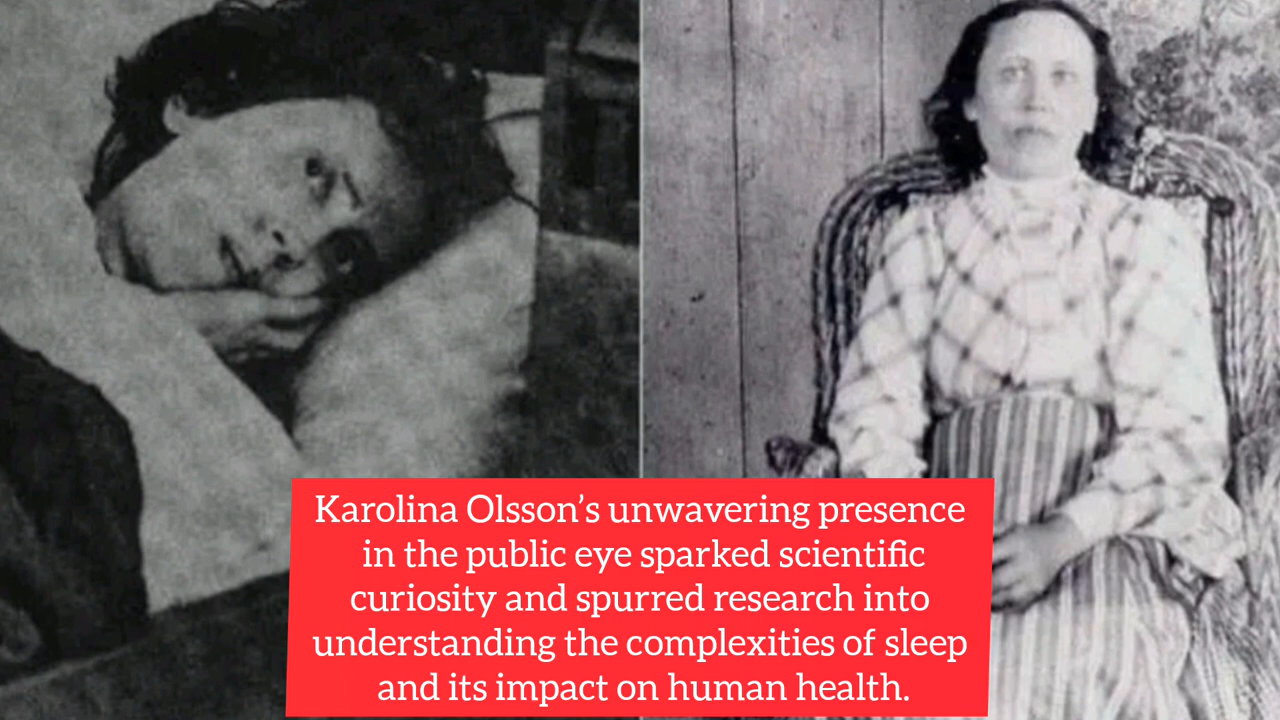 Karolina Olsson’s unwavering presence
in the public eye sparked scientific
curiosity and spurred research into
understanding the complexities of sleep
and its impact on human health.